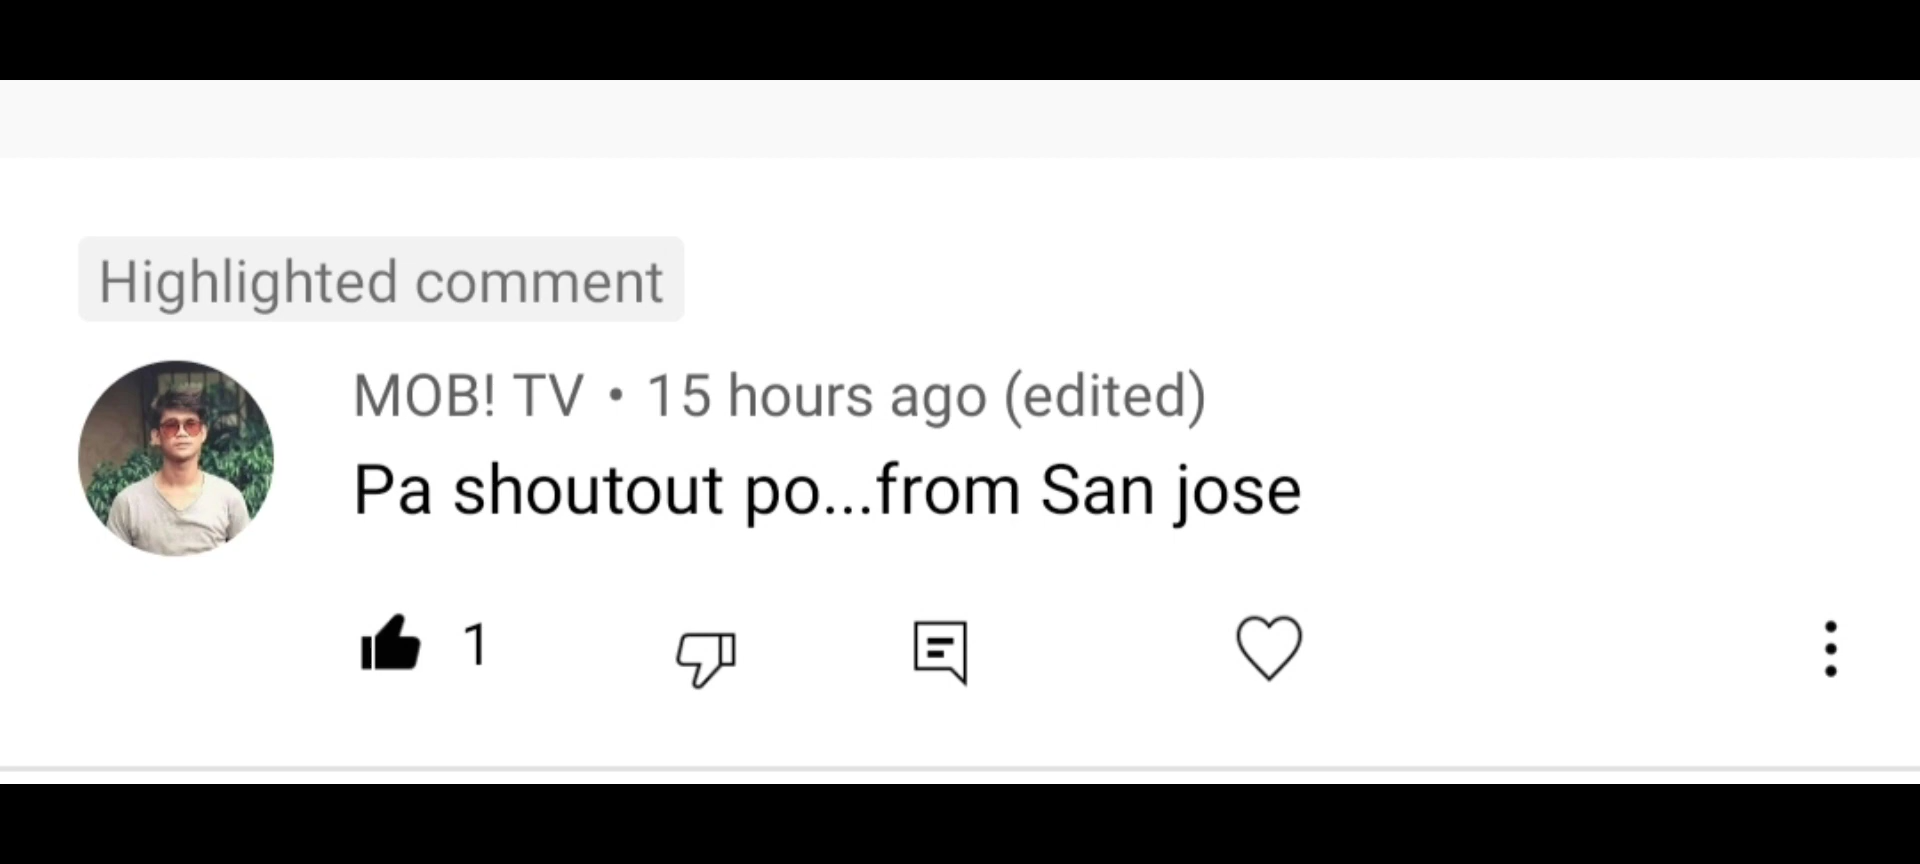 Highlighted comment
MOB! TV • 15 hours ago (edited)
Pa shoutout po...from San jose
1